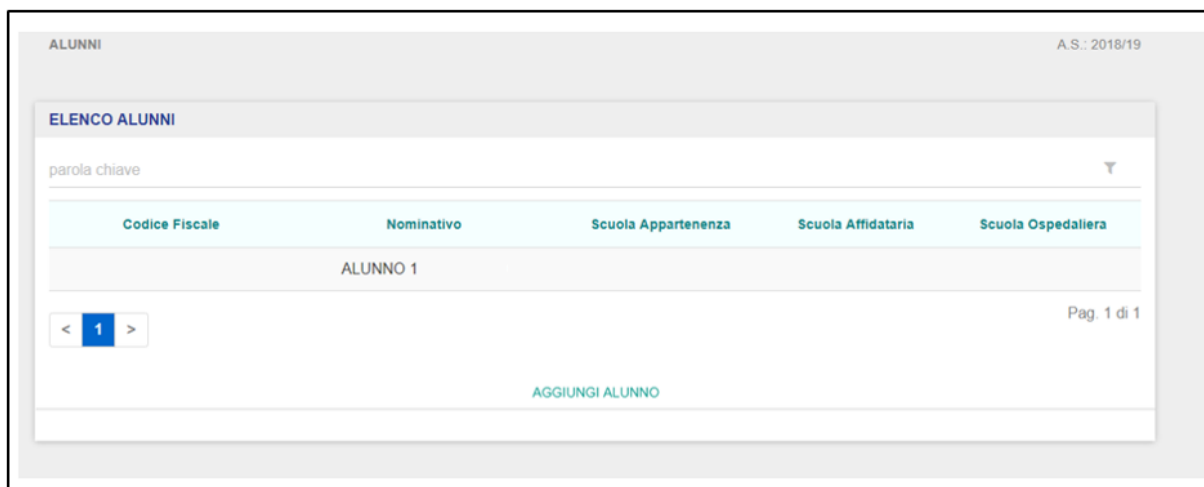 ALUNNI A.S.: 2018/19
ELENCO ALUNNI
parola chiave
Codice Fiscale Nominativo Scuola Appartenenza Scuola Affidataria Scuola Ospedaliera
ALUNNO 1
Pag. 1 di 1
< 1 >
AGGIUNGI ALUNNO